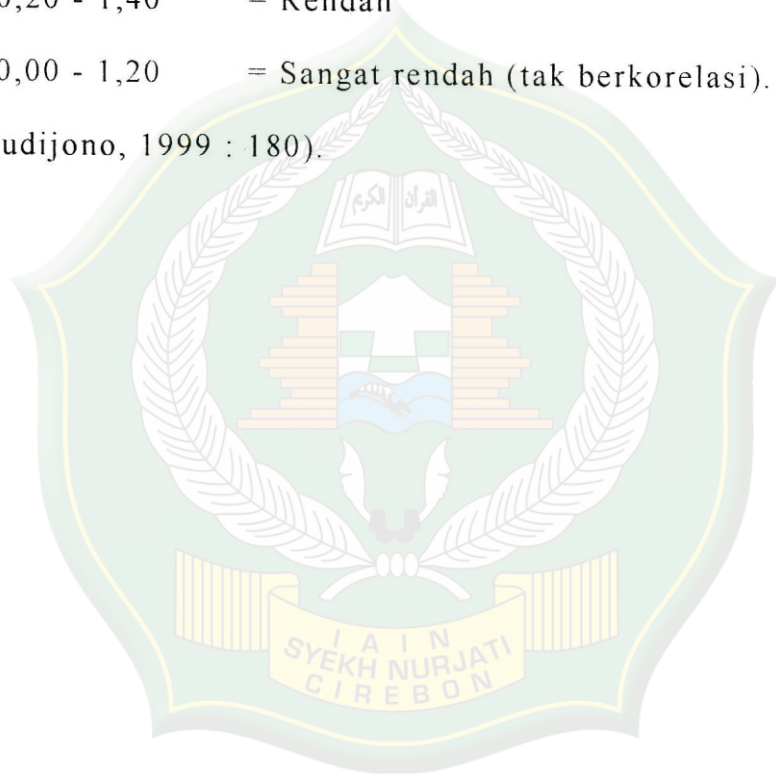 0,20 - 1,40 = Rendah
0,00 - 1,20 = Sangat rendah (tak berkorelasi).
udijono, 1999 : 180).
القرآن الكريم
I A I N
SYEKH NURJATI
CIREBON